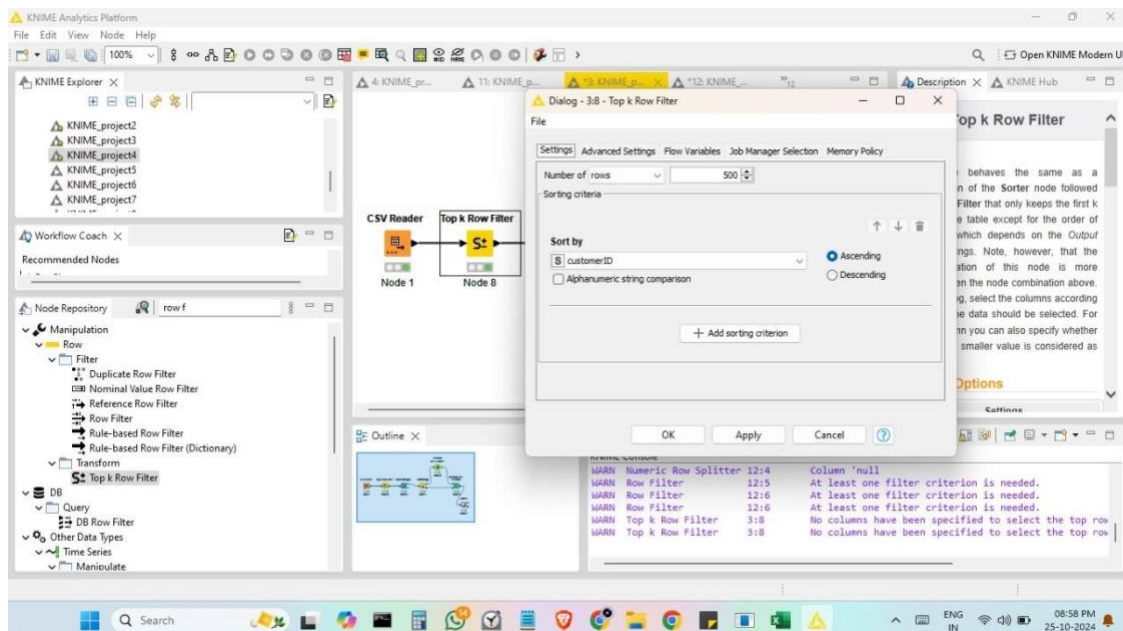 KNIME Analytics Platform
File Edit View Node Help
100%
Open KNIME Modern UI
KNIME Explorer
KNIME_project2
KNIME_project3
KNIME_project4
KNIME_project5
KNIME_project6
KNIME_project7
Workflow Coach
Recommended Nodes
Node Repository
row f
Manipulation
Row
Filter
Duplicate Row Filter
Nominal Value Row Filter
Reference Row Filter
Row Filter
Rule-based Row Filter
Rule-based Row Filter (Dictionary)
Transform
Top k Row Filter
DB
Query
DB Row Filter
Other Data Types
Time Series
Manipulate
4: KNIME_pr...
11: KNIME_p...
*3: KNIME_p...
*12: KNIME_...
»12
CSV Reader
Node 1
Top k Row Filter
Node 8
Outline
Dialog - 3:8 - Top k Row Filter
File
Settings Advanced Settings Flow Variables Job Manager Selection Memory Policy
Number of rows 500
Sorting criteria
Sort by
S customerID
Ascending
Descending
Alphanumeric string comparison
+ Add sorting criterion
OK Apply Cancel ?
Description
KNIME Hub
Top k Row Filter
behaves the same as a
n of the Sorter node followed
Filter that only keeps the first k
e table except for the order of
which depends on the Output
ngs. Note, however, that the
ation of this node is more
en the node combination above.
g, select the columns according
e data should be selected. For
nn you can also specify whether
smaller value is considered as
Options
Settings
KNIME Console
WARN Numeric Row Splitter 12:4 Column 'null
WARN Row Filter 12:5 At least one filter criterion is needed.
WARN Row Filter 12:6 At least one filter criterion is needed.
WARN Row Filter 12:6 At least one filter criterion is needed.
WARN Top k Row Filter 3:8 No columns have been specified to select the top row
WARN Top k Row Filter 3:8 No columns have been specified to select the top row
Search
ENG
IN
08:58 PM
25-10-2024